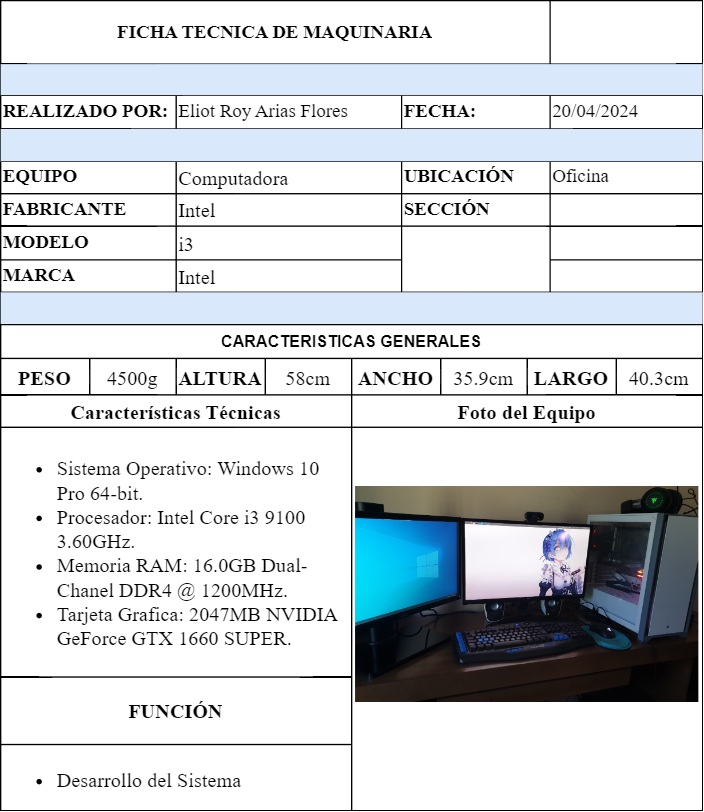 FICHA TECNICA DE MAQUINARIA
REALIZADO POR: Eliot Roy Arias Flores FECHA: 20/04/2024
EQUIPO Computadora UBICACIÓN Oficina
FABRICANTE Intel SECCIÓN
MODELO i3
MARCA Intel
CARACTERISTICAS GENERALES
PESO 4500g ALTURA 58cm ANCHO 35.9cm LARGO 40.3cm
Características Técnicas Foto del Equipo
• Sistema Operativo: Windows 10
Pro 64-bit.
• Procesador: Intel Core i3 9100
3.60GHz.
• Memoria RAM: 16.0GB Dual-
Chanel DDR4 @ 1200MHz.
• Tarjeta Grafica: 2047MB NVIDIA
GeForce GTX 1660 SUPER.
FUNCIÓN
• Desarrollo del Sistema